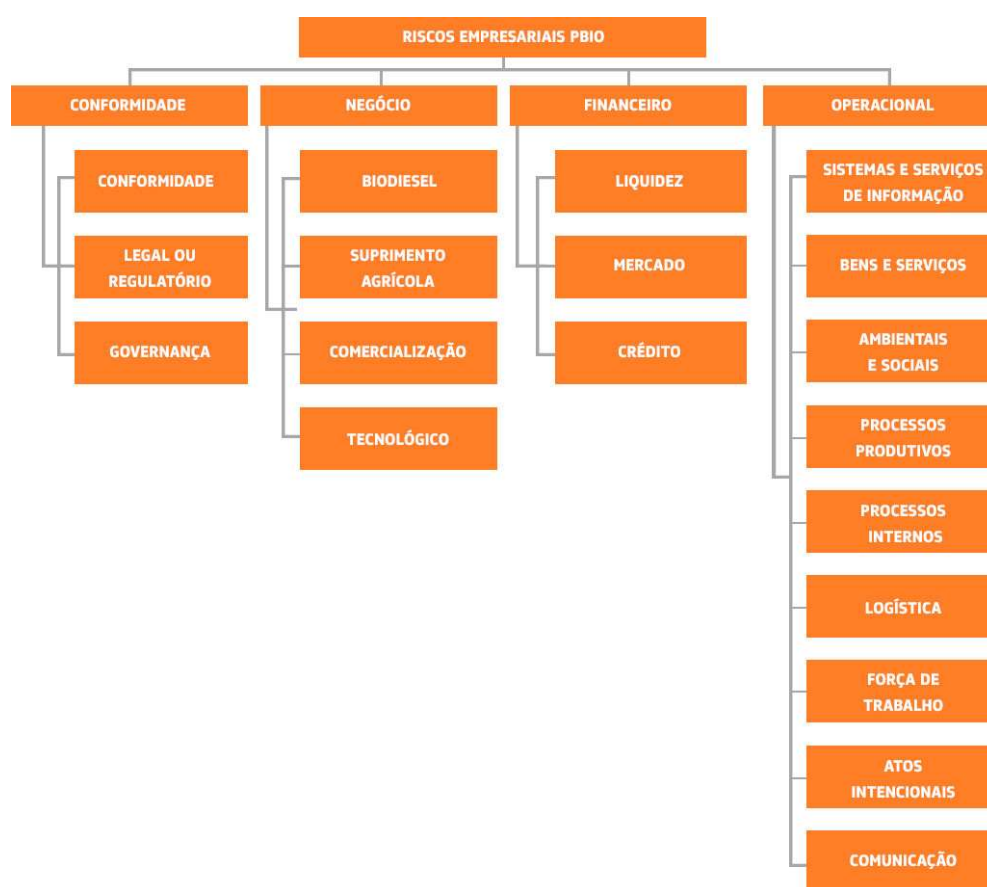 RISCOS EMPRESARIAIS PBIO
CONFORMIDADE
CONFORMIDADE
LEGAL OU
REGULATÓRIO
GOVERNANÇA
NEGÓCIO
BIODIESEL
SUPRIMENTO
AGRÍCOLA
COMERCIALIZAÇÃO
TECNOLÓGICO
FINANCEIRO
LIQUIDEZ
MERCADO
CRÉDITO
OPERACIONAL
SISTEMAS E SERVIÇOS
DE INFORMAÇÃO
BENS E SERVIÇOS
AMBIENTAIS
E SOCIAIS
PROCESSOS
PRODUTIVOS
PROCESSOS
INTERNOS
LOGÍSTICA
FORÇA DE
TRABALHO
ATOS
INTENCIONAIS
COMUNICAÇÃO